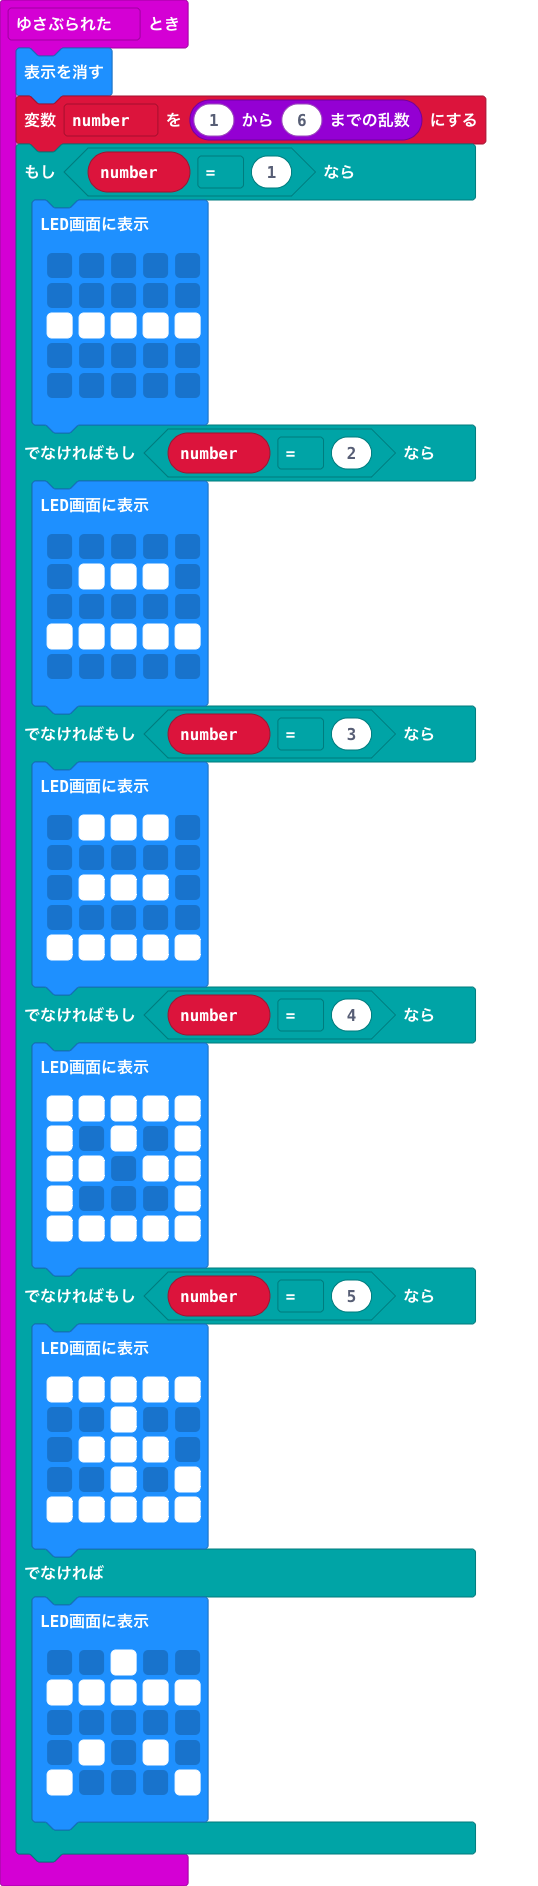 ゆさぶられた とき
表示を消す
変数 number を 1 から 6 までの乱数 にする
もし number = 1 なら
LED画面に表示
でなければもし number = 2 なら
LED画面に表示
でなければもし number = 3 なら
LED画面に表示
でなければもし number = 4 なら
LED画面に表示
でなければもし number = 5 なら
LED画面に表示
でなければ
LED画面に表示